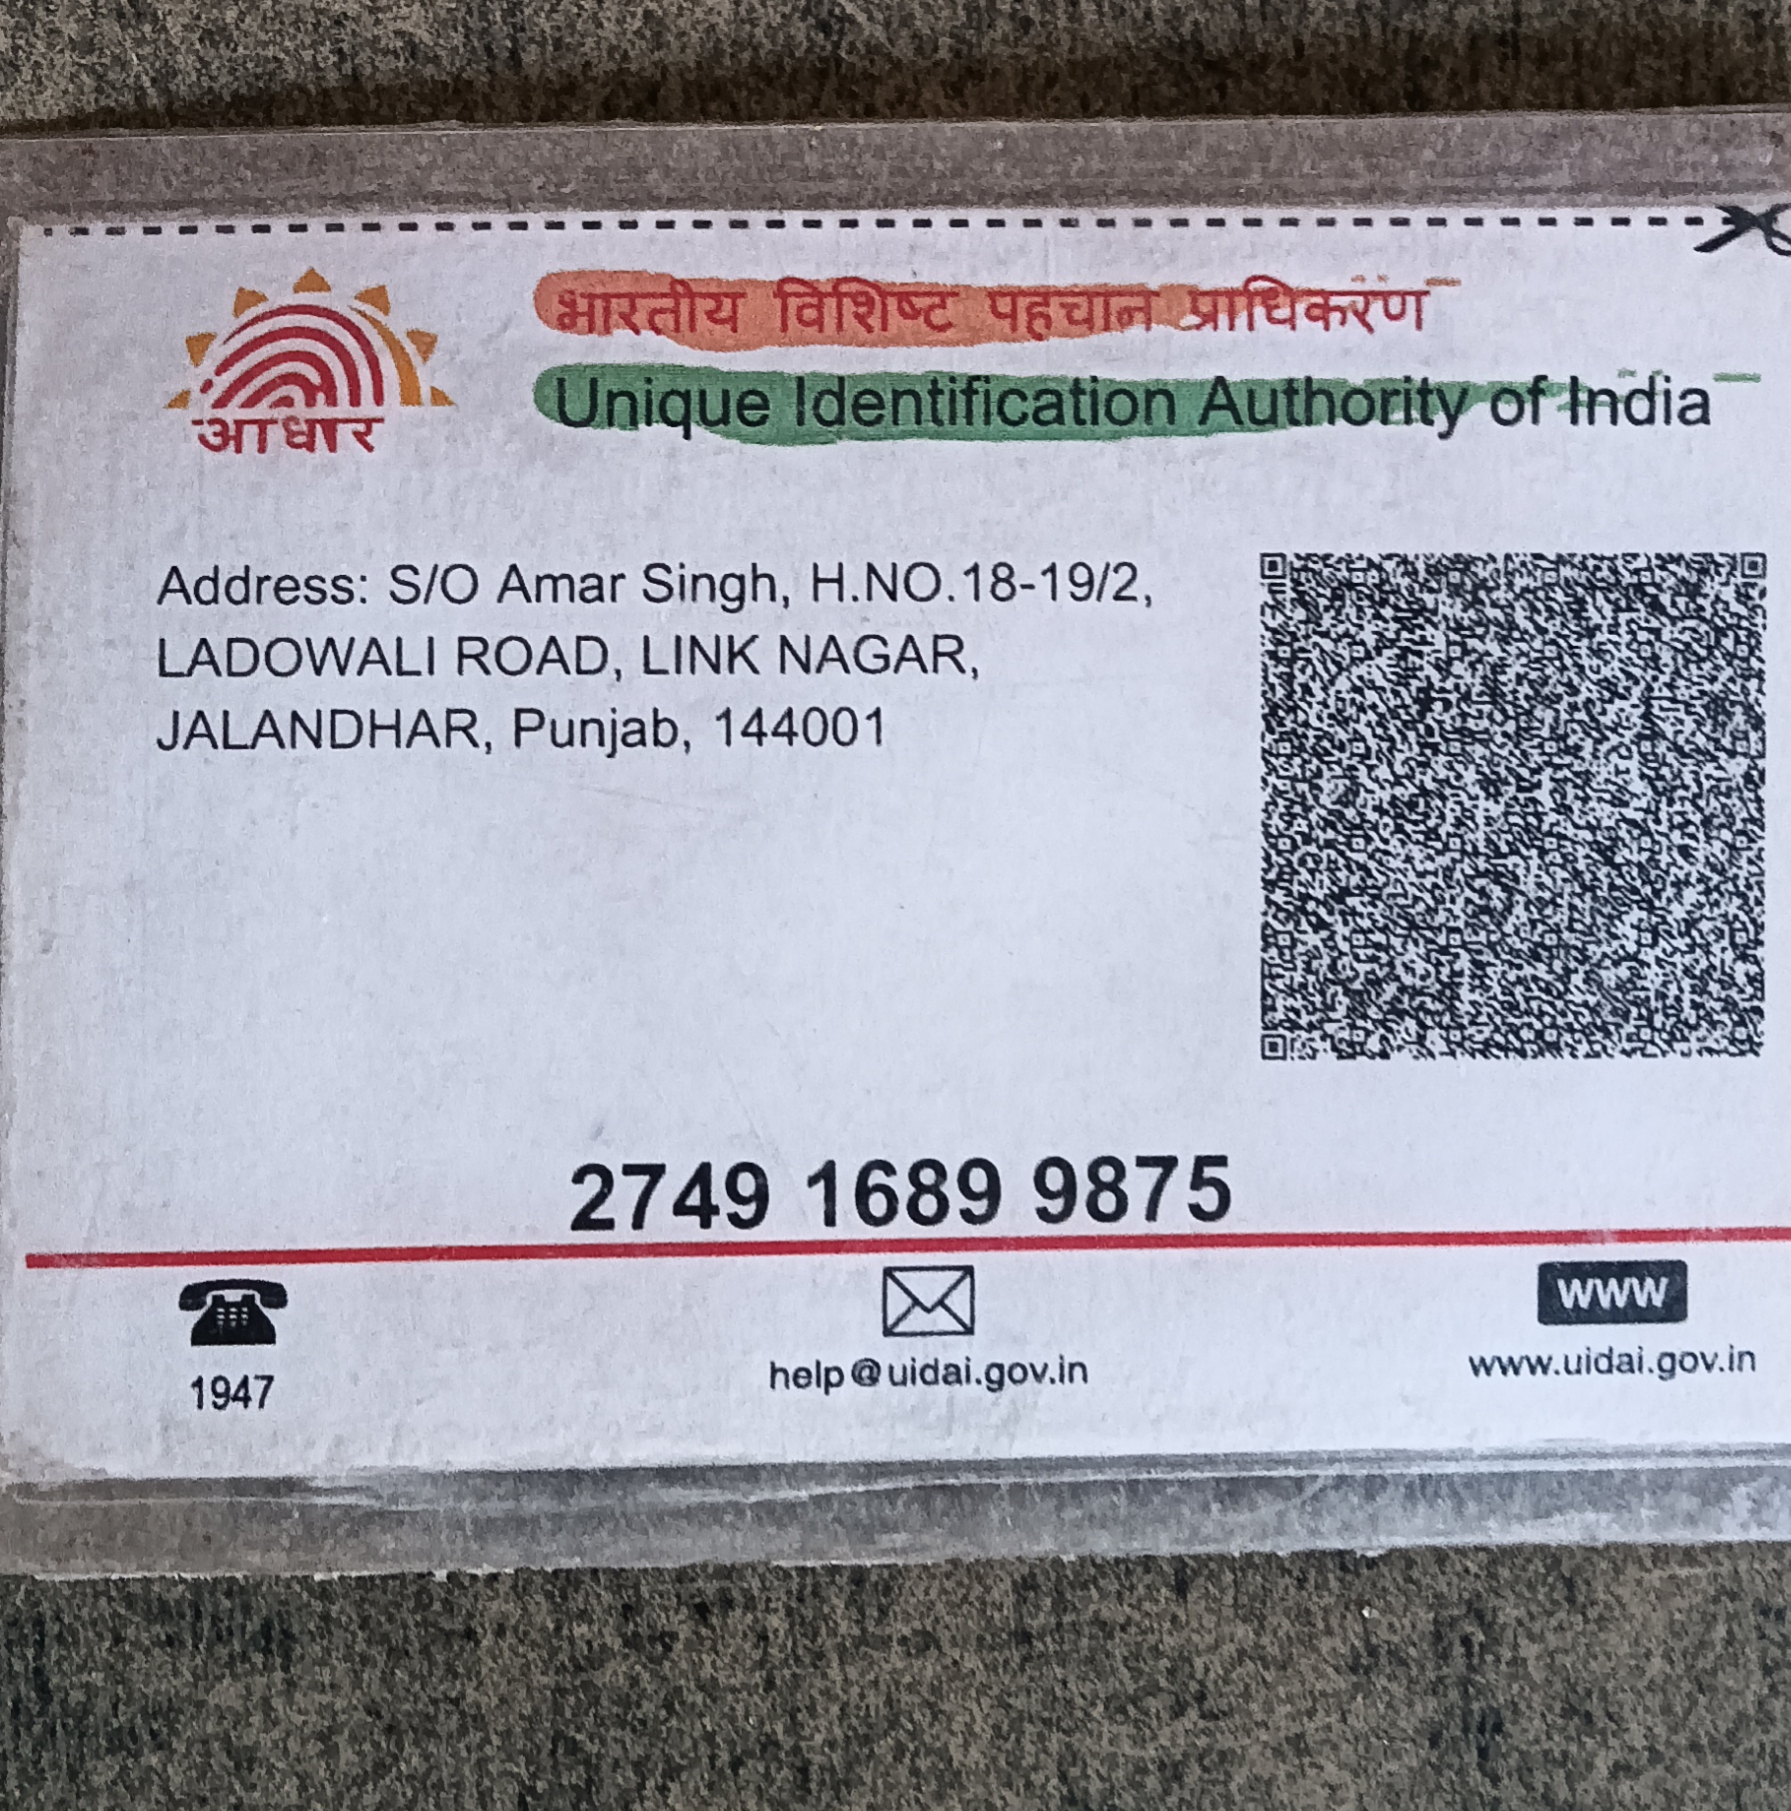 आधार
भारतीय विशिष्ट पहचान प्राधिकरण
Unique Identification Authority of India
Address: S/O Amar Singh, H.NO.18-19/2,
LADOWALI ROAD, LINK NAGAR,
JALANDHAR, Punjab, 144001
2749 1689 9875
1947
help@uidai.gov.in
www
www.uidai.gov.in